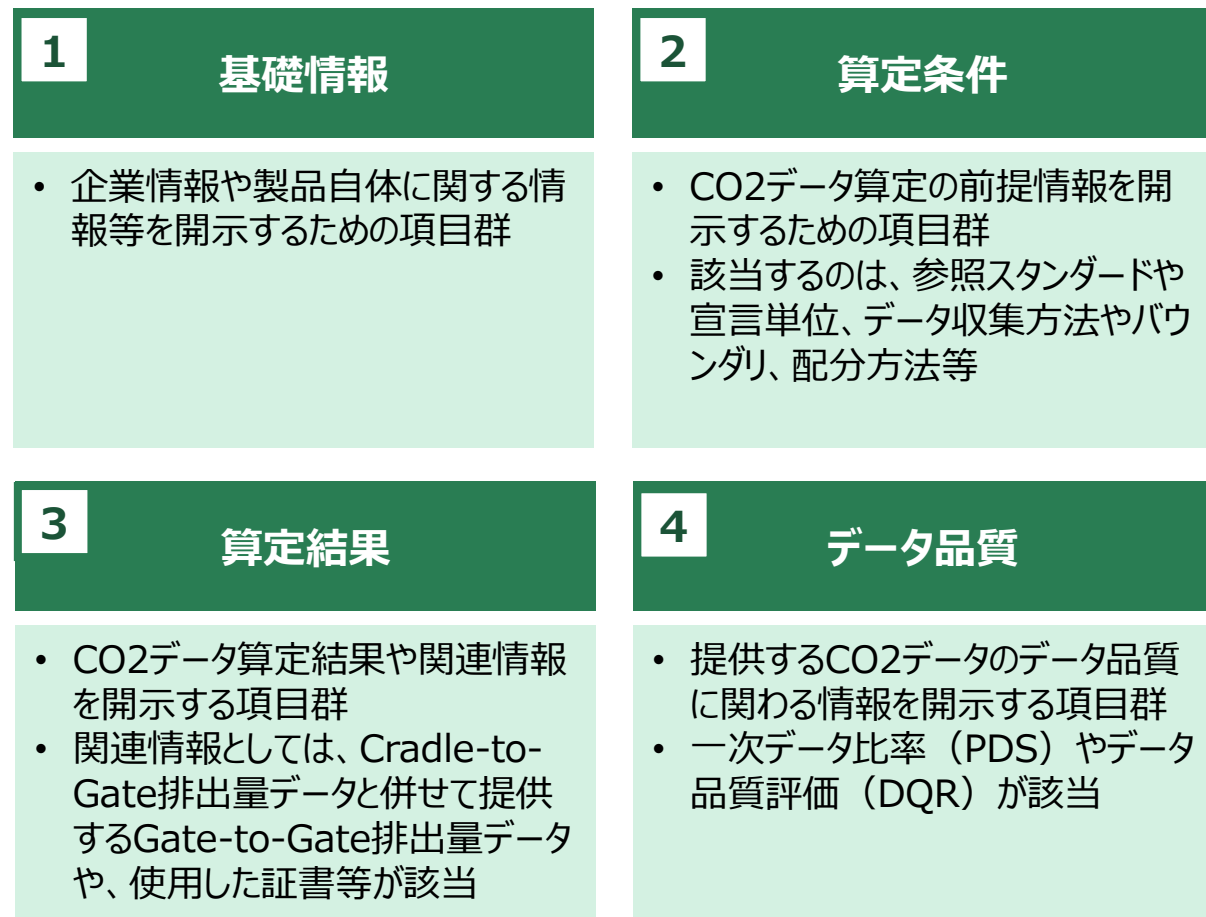 1
基礎情報
• 企業情報や製品自体に関する情
報等を開示するための項目群
2
算定条件
• CO2データ算定の前提情報を開
示するための項目群
• 該当するのは、参照スタンダードや
宣言単位、データ収集方法やバウ
ンダリ、配分方法等
3
算定結果
• CO2データ算定結果や関連情報
を開示する項目群
• 関連情報としては、Cradle-to-
Gate排出量データと併せて提供
するGate-to-Gate排出量データ
や、使用した証書等が該当
4
データ品質
• 提供するCO2データのデータ品質
に関わる情報を開示する項目群
• 一次データ比率（PDS）やデータ
品質評価（DQR）が該当